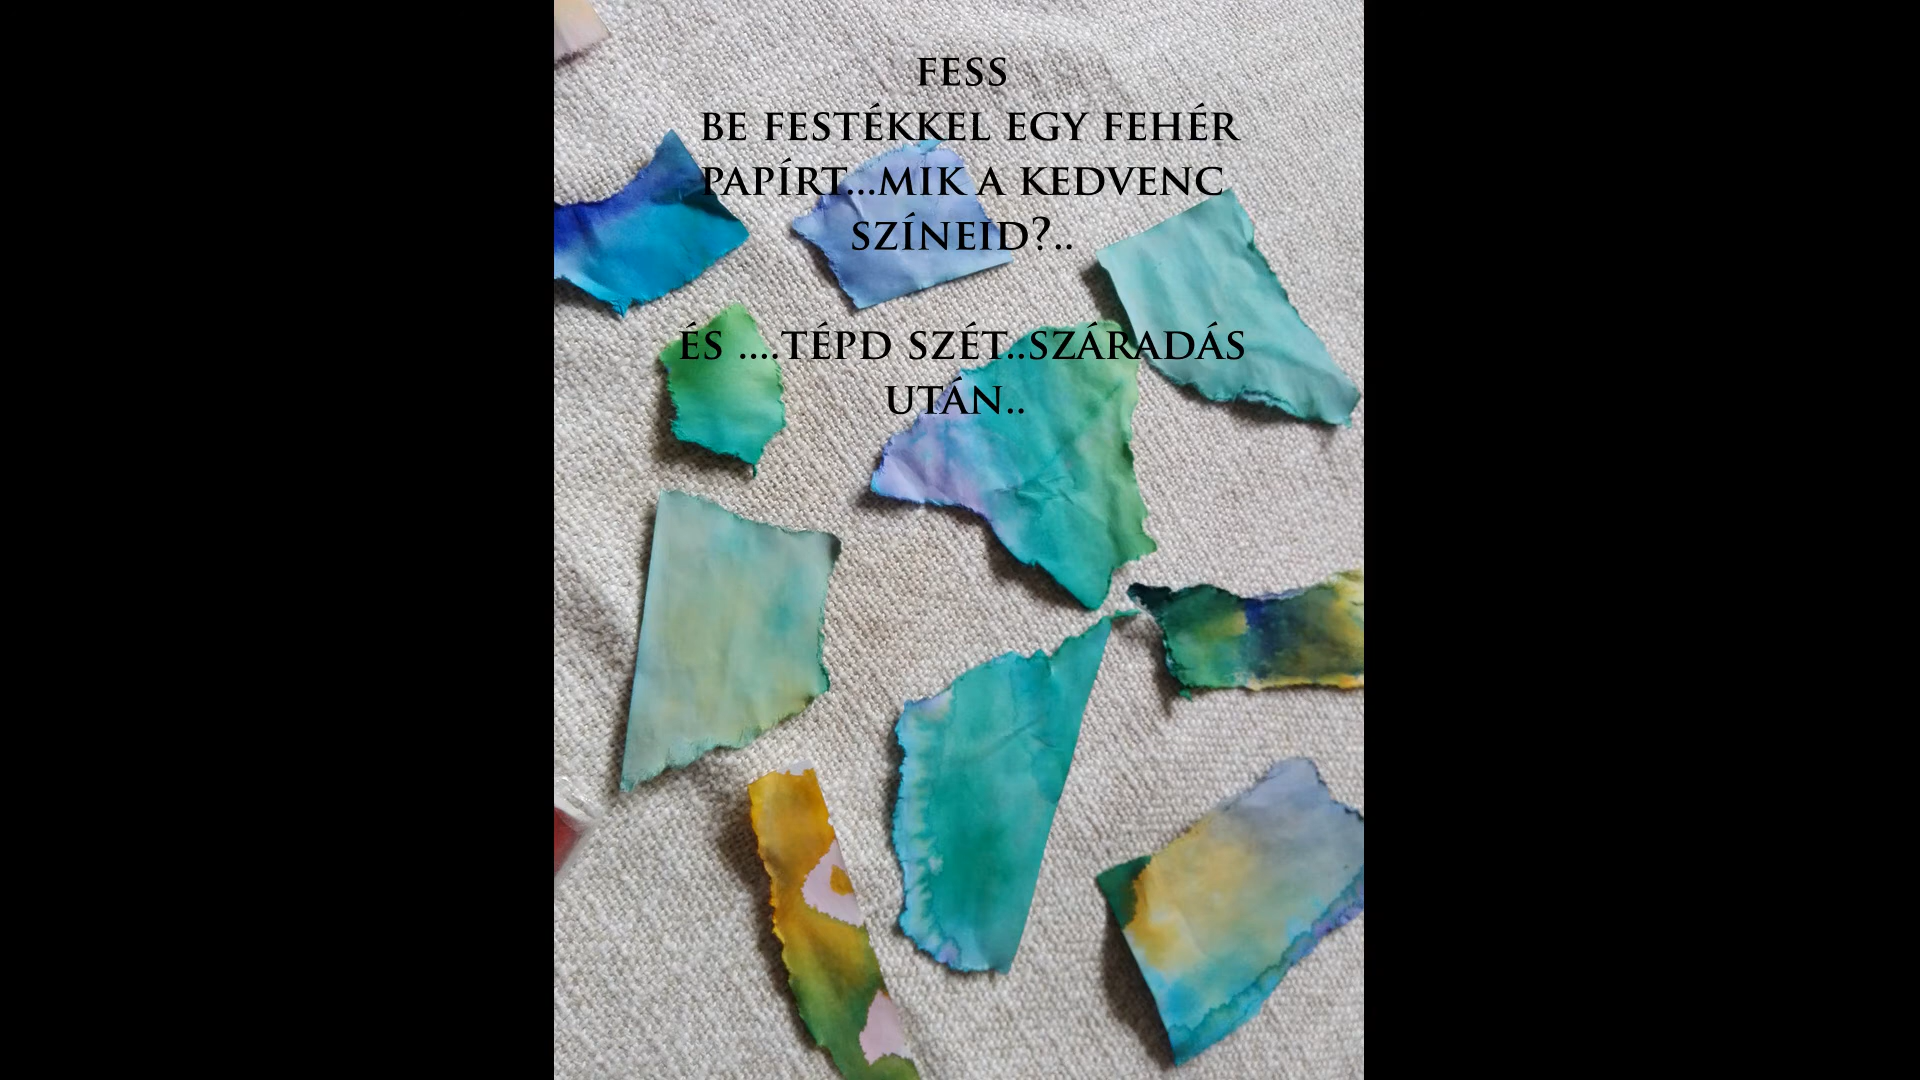 FESS
BE FESTÉKKEL EGY FEHÉR
PAPÍRT...MIK A KEDVENC
SZÍNEID?..
ÉS ....TÉPD SZÉT..SZÁRADÁS
UTÁN..